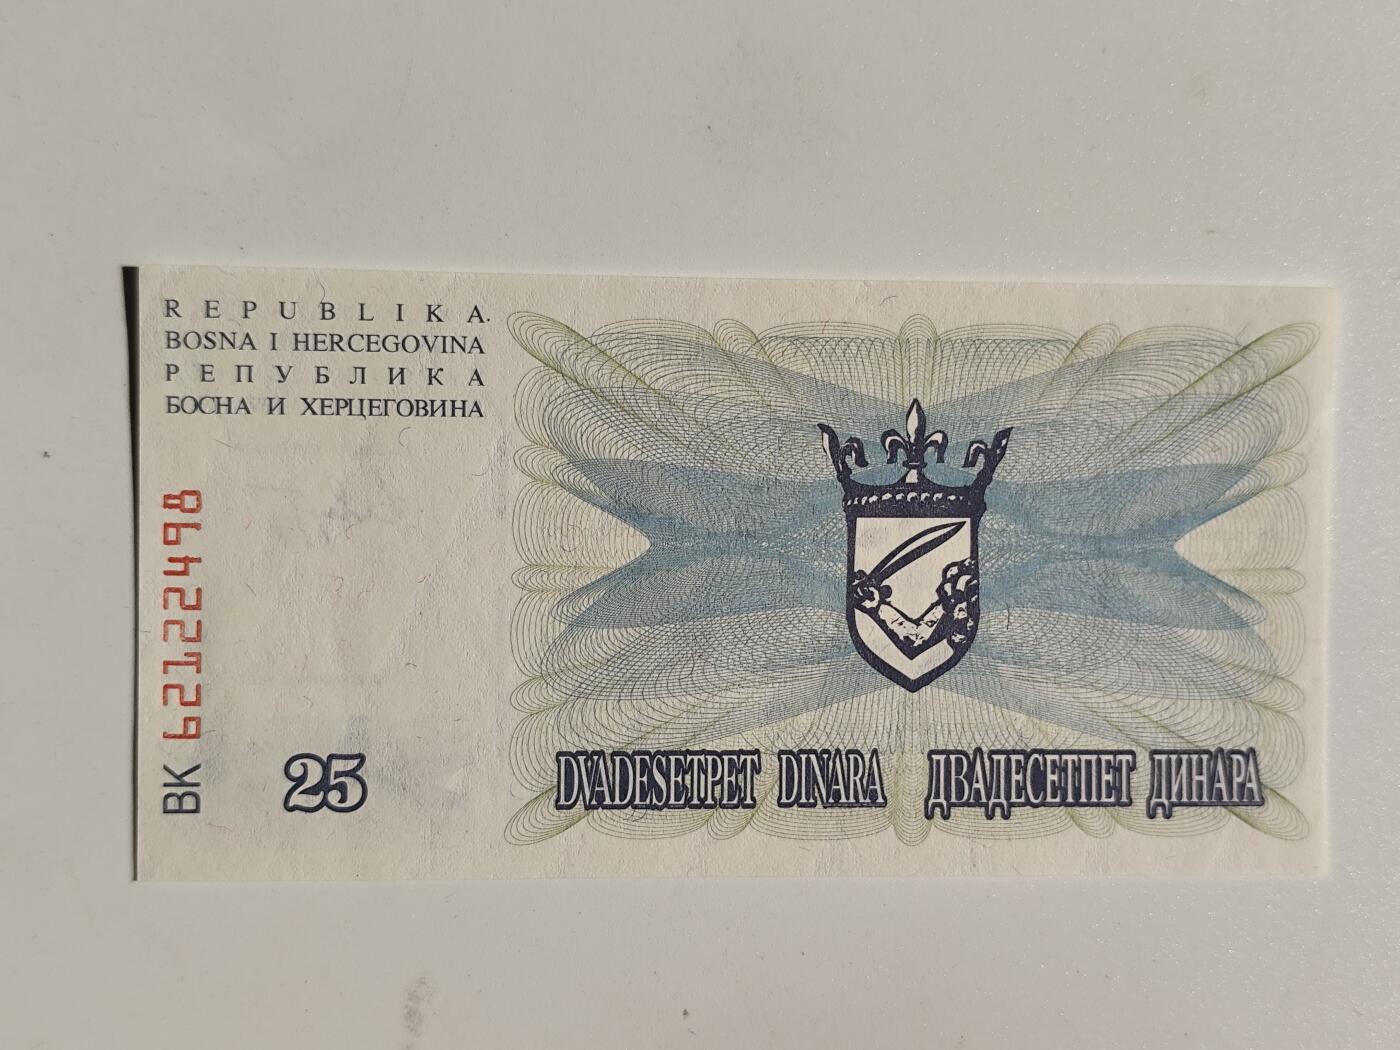 REPUBLIKA
BOSNA I HERCEGOVINA
РЕПУБЛИКА
БОСНА И ХЕРЦЕГОВИНА
BK 62122498
25
DVADESETPET DINARA ДВАДЕСЕТПЕТ ДИНАРА